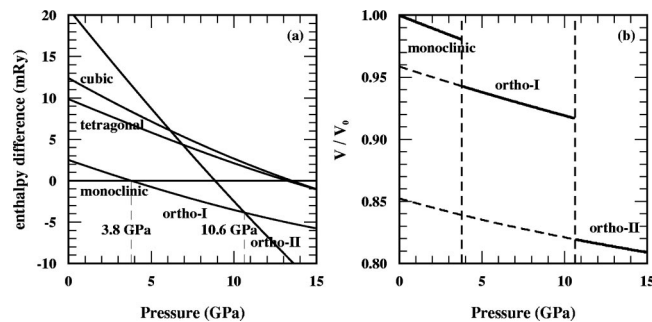 20
15
10
5
0
-5
-10
enthalpy difference (mRy)
(a)
cubic
tetragonal
monoclinic
ortho-I
3.8 GPa
10.6 GPa
ortho-II
0
5
10
15
Pressure (GPa)
1.00
0.95
0.90
0.85
0.80
V / V₀
(b)
monoclinic
ortho-I
ortho-II
0
5
10
15
Pressure (GPa)